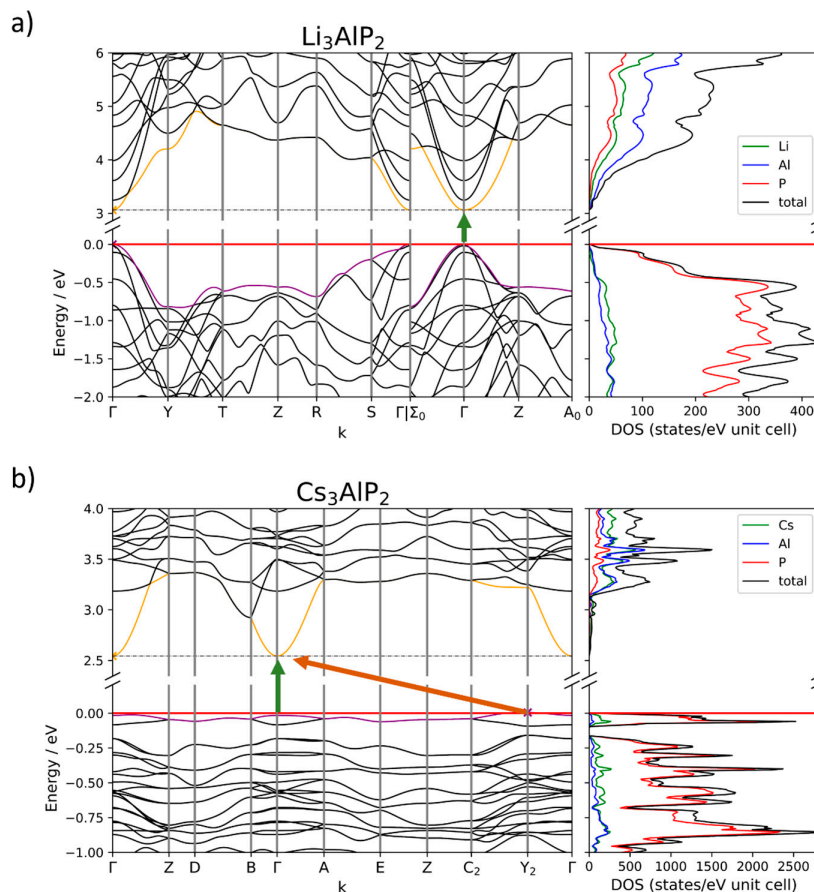 a)
Li₃AlP₂
6
5
4
3
0.0
−0.5
−1.0
−1.5
−2.0
Energy / eV
Γ Y T Z R S Γ|Σ₀ Γ Z A₀
k
Li
Al
P
total
0 100 200 300 400
DOS (states/eV unit cell)
b)
Cs₃AlP₂
4.0
3.5
3.0
2.5
0.00
−0.25
−0.50
−0.75
−1.00
Energy / eV
Γ Z D B Γ A E Z C₂ Y₂ Γ
k
Cs
Al
P
total
0 500 1000 1500 2000 2500
DOS (states/eV unit cell)